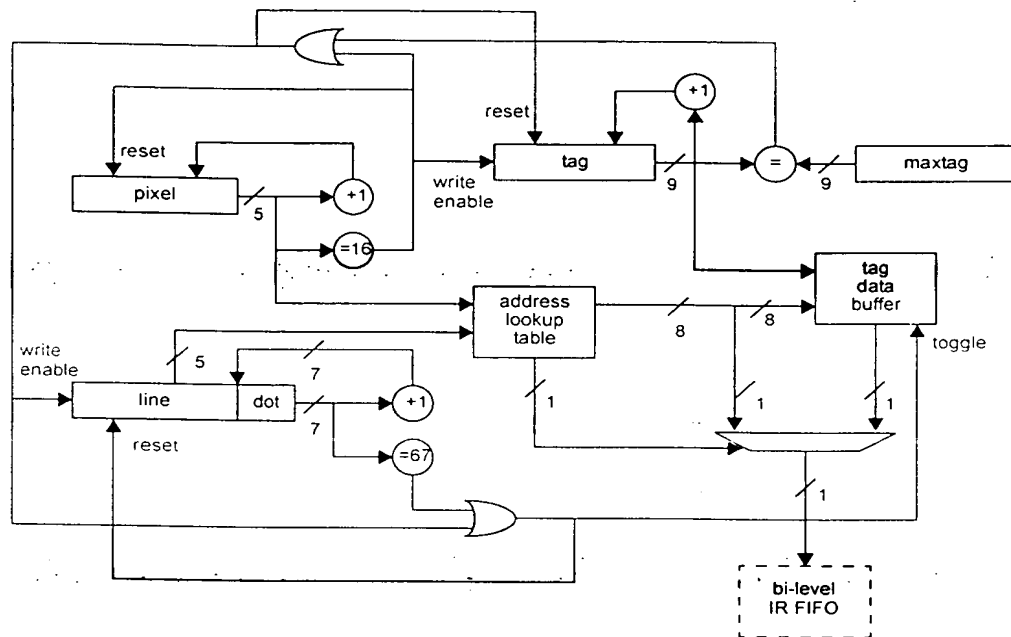 reset
+1
reset
tag
=
maxtag
9
9
write
enable
pixel
+1
5
=16
tag
data
buffer
address
lookup
table
8
8
toggle
write
enable
5
7
line
dot
+1
7
1
1
1
reset
=67
1
bi-level
IR FIFO